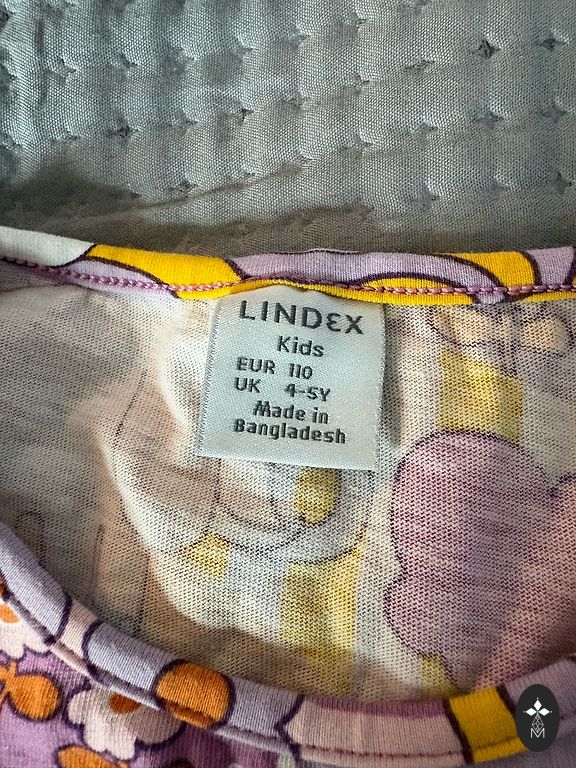 LINDEX
Kids
EUR 110
UK 4-5Y
Made in
Bangladesh